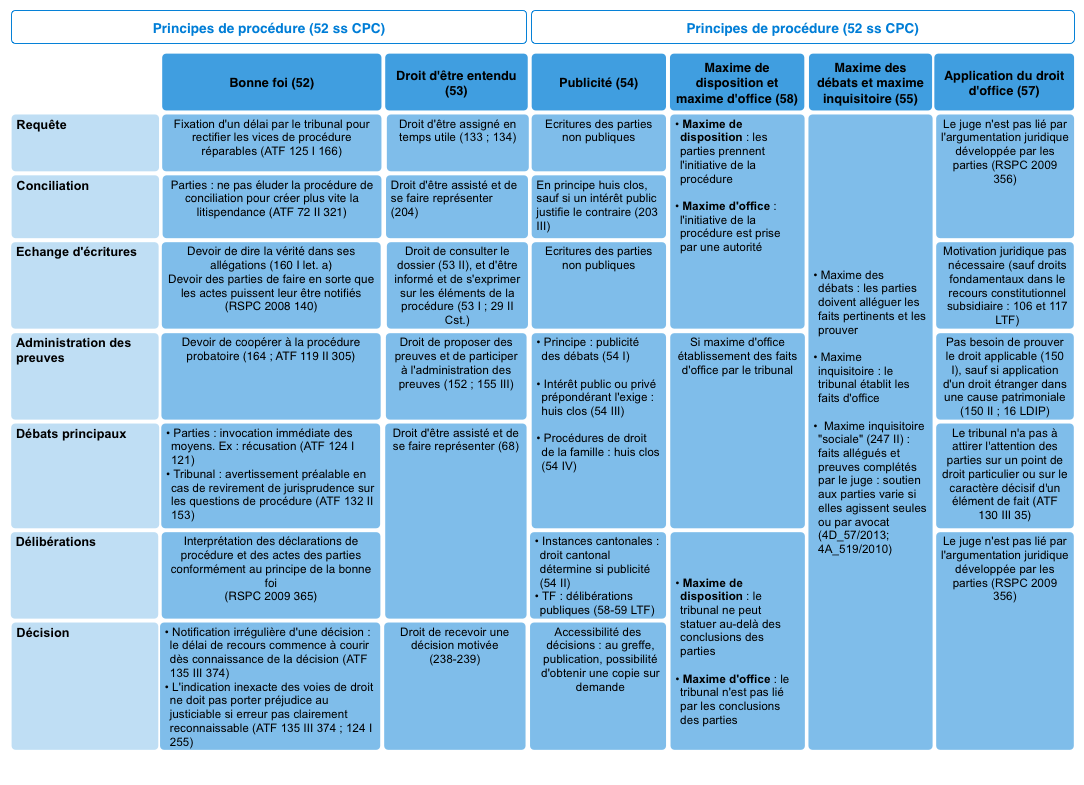 Principes de procédure (52 ss CPC)
Principes de procédure (52 ss CPC)
Bonne foi (52)
Droit d'être entendu
(53)
Publicité (54)
Maxime de
disposition et
maxime d'office (58)
Maxime des
débats et maxime
inquisitoire (55)
Application du droit
d'office (57)
Requête
Fixation d'un délai par le tribunal pour
rectifier les vices de procédure
réparables (ATF 125 I 166)
Droit d'être assigné en
temps utile (133 ; 134)
Ecritures des parties
non publiques
• Maxime de
disposition : les
parties prennent
l'initiative de la
procédure
• Maxime d'office :
l'initiative de la
procédure est prise
par une autorité
Le juge n'est pas lié par
l'argumentation juridique
développée par les
parties (RSPC 2009
356)
Conciliation
Parties : ne pas éluder la procédure de
conciliation pour créer plus vite la
litispendance (ATF 72 II 321)
Droit d'être assisté et de
se faire représenter
(204)
En principe huis clos,
sauf si un intérêt public
justifie le contraire (203
III)
Echange d'écritures
Devoir de dire la vérité dans ses
allégations (160 I let. a)
Devoir des parties de faire en sorte que
les actes puissent leur être notifiés
(RSPC 2008 140)
Droit de consulter le
dossier (53 II), et d'être
informé et de s'exprimer
sur les éléments de la
procédure (53 I ; 29 II
Cst.)
Ecritures des parties
non publiques
• Maxime des
débats : les parties
doivent alléguer les
faits pertinents et les
prouver
• Maxime
inquisitoire : le
tribunal établit les
faits d'office
• Maxime inquisitoire
"sociale" (247 II) :
faits allégués et
preuves complétés
par le juge : soutien
aux parties varie si
elles agissent seules
ou par avocat
(4D_57/2013;
4A_519/2010)
Motivation juridique pas
nécessaire (sauf droits
fondamentaux dans le
recours constitutionnel
subsidiaire : 106 et 117
LTF)
Administration des
preuves
Devoir de coopérer à la procédure
probatoire (164 ; ATF 119 II 305)
Droit de proposer des
preuves et de participer
à l'administration des
preuves (152 ; 155 III)
• Principe : publicité
des débats (54 I)
• Intérêt public ou privé
prépondérant l'exige :
huis clos (54 III)
• Procédures de droit
de la famille : huis clos
(54 IV)
Si maxime d'office
établissement des faits
d'office par le tribunal
Pas besoin de prouver
le droit applicable (150
I), sauf si application
d'un droit étranger dans
une cause patrimoniale
(150 II ; 16 LDIP)
Débats principaux
• Parties : invocation immédiate des
moyens. Ex : récusation (ATF 124 I
121)
• Tribunal : avertissement préalable en
cas de revirement de jurisprudence sur
les questions de procédure (ATF 132 II
153)
Droit d'être assisté et de
se faire représenter (68)
Le tribunal n'a pas à
attirer l'attention des
parties sur un point de
droit particulier ou sur le
caractère décisif d'un
élément de fait (ATF
130 III 35)
Délibérations
Interprétation des déclarations de
procédure et des actes des parties
conformément au principe de la bonne
foi
(RSPC 2009 365)
• Instances cantonales :
droit cantonal
détermine si publicité
(54 II)
• TF : délibérations
publiques (58-59 LTF)
• Maxime de
disposition : le
tribunal ne peut
statuer au-delà des
conclusions des
parties
• Maxime d'office : le
tribunal n'est pas lié
par les conclusions
des parties
Le juge n'est pas lié par
l'argumentation juridique
développée par les
parties (RSPC 2009
356)
Décision
• Notification irrégulière d'une décision :
le délai de recours commence à courir
dès connaissance de la décision (ATF
135 III 374)
• L'indication inexacte des voies de droit
ne doit pas porter préjudice au
justiciable si erreur pas clairement
reconnaissable (ATF 135 III 374 ; 124 I
255)
Droit de recevoir une
décision motivée
(238-239)
Accessibilité des
décisions : au greffe,
publication, possibilité
d'obtenir une copie sur
demande